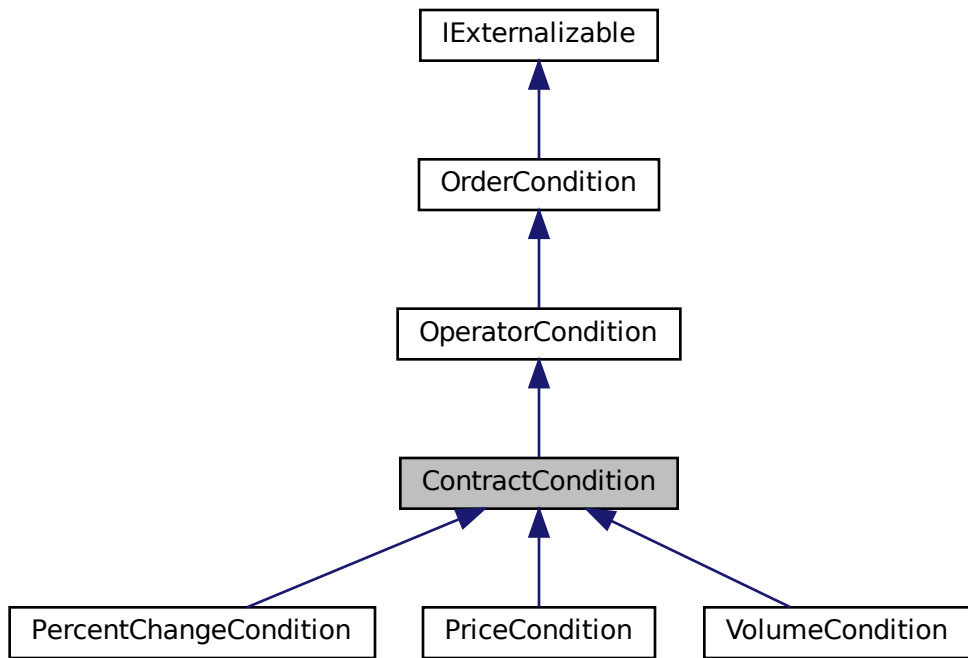 IExternalizable
OrderCondition
OperatorCondition
ContractCondition
PercentChangeCondition
PriceCondition
VolumeCondition